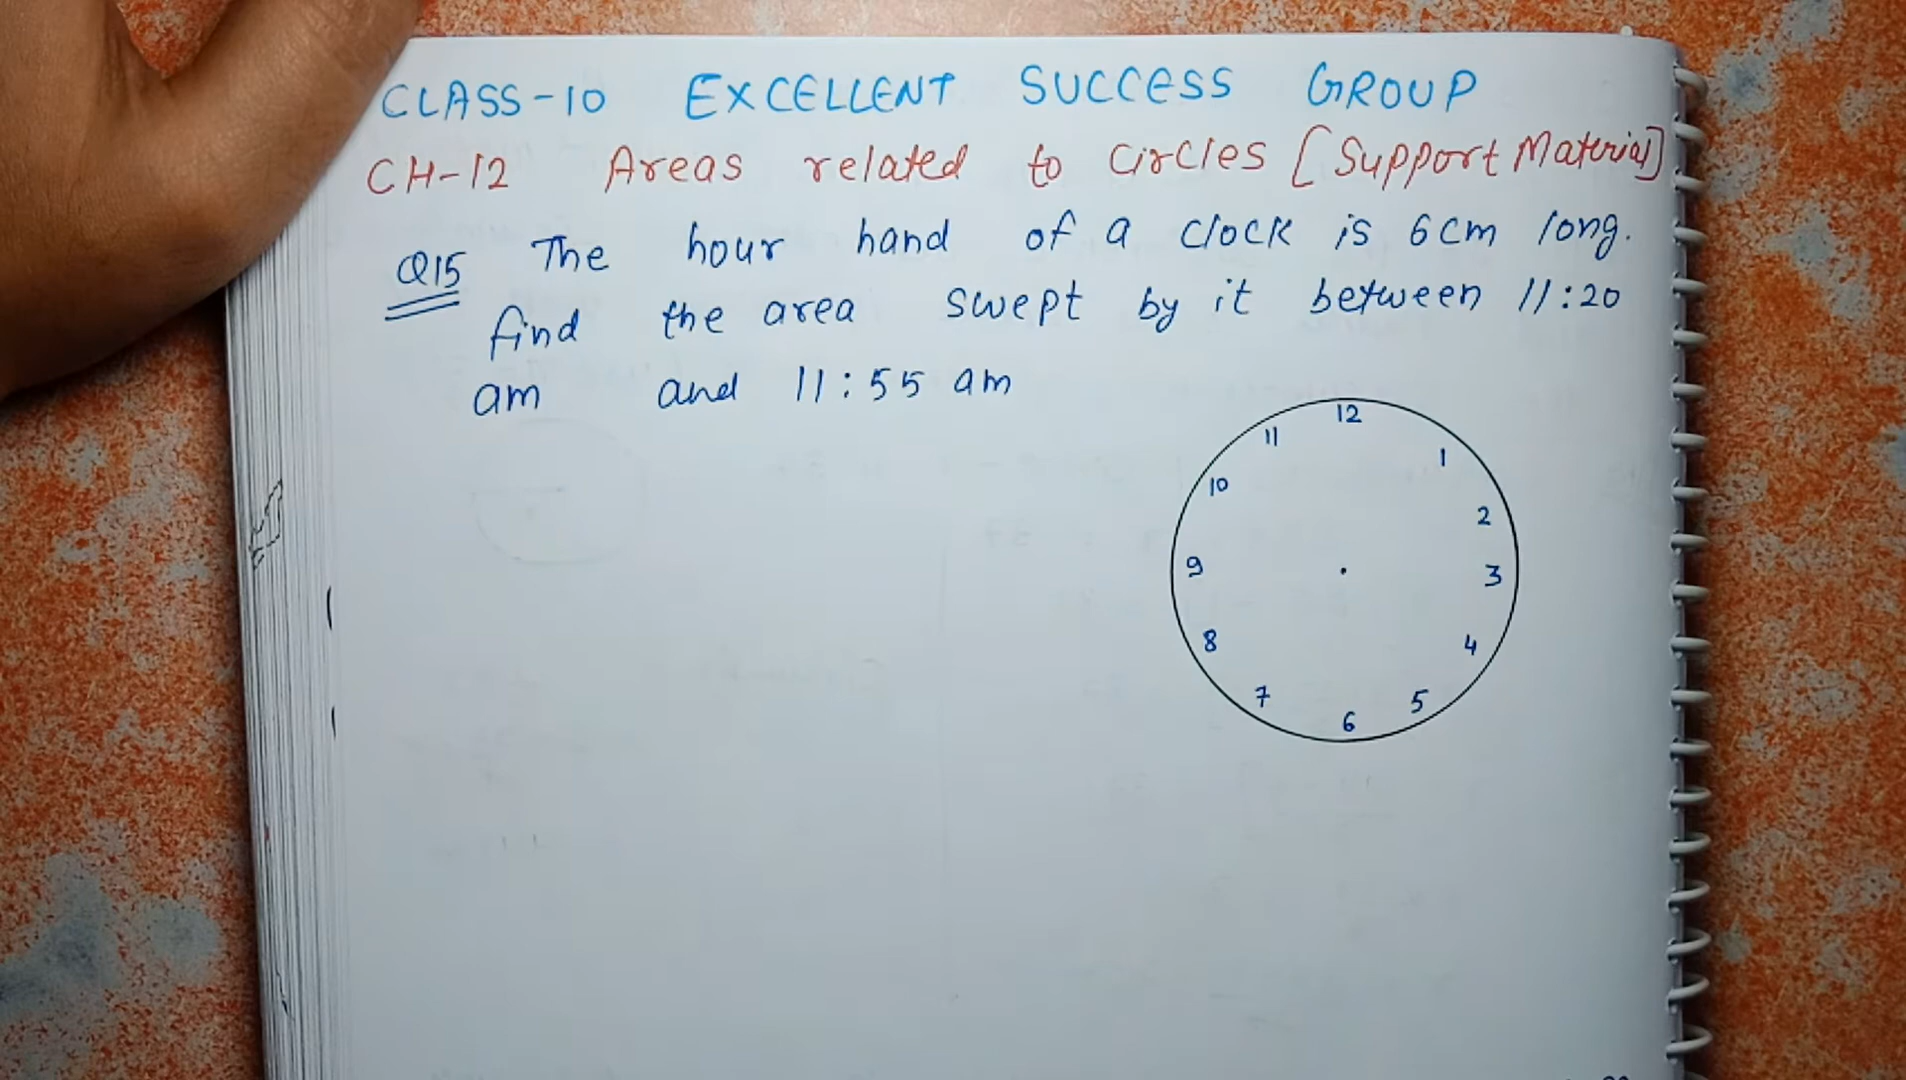 CLASS-10 EXCELLENT SUCCESS GROUP
CH-12 Areas related to Circles [Support Material]
Q15 The hour hand of a clock is 6cm long.
find the area swept by it between 11:20
am and 11:55 am
12
11
1
10
2
9
3
8
4
7
5
6